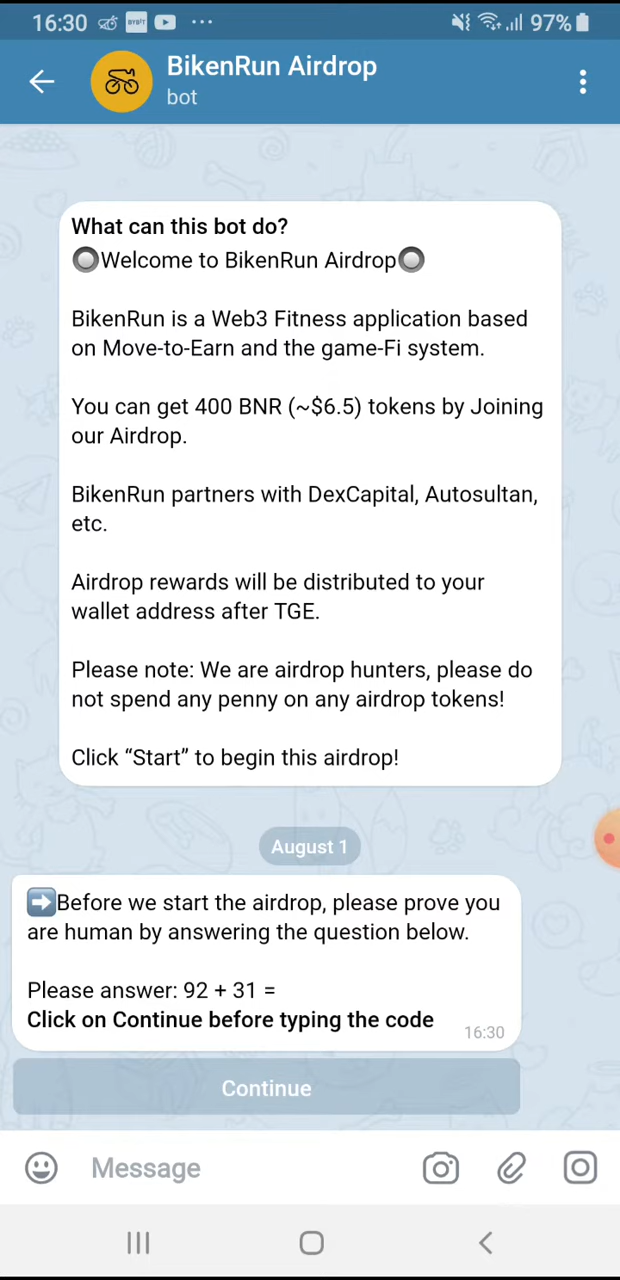 16:30 BYBIT ... 97%
BikenRun Airdrop
bot
What can this bot do?
🔘Welcome to BikenRun Airdrop🔘
BikenRun is a Web3 Fitness application based
on Move-to-Earn and the game-Fi system.
You can get 400 BNR (~$6.5) tokens by Joining
our Airdrop.
BikenRun partners with DexCapital, Autosultan,
etc.
Airdrop rewards will be distributed to your
wallet address after TGE.
Please note: We are airdrop hunters, please do
not spend any penny on any airdrop tokens!
Click “Start” to begin this airdrop!
August 1
➡️Before we start the airdrop, please prove you
are human by answering the question below.
Please answer: 92 + 31 =
Click on Continue before typing the code
16:30
Continue
Message